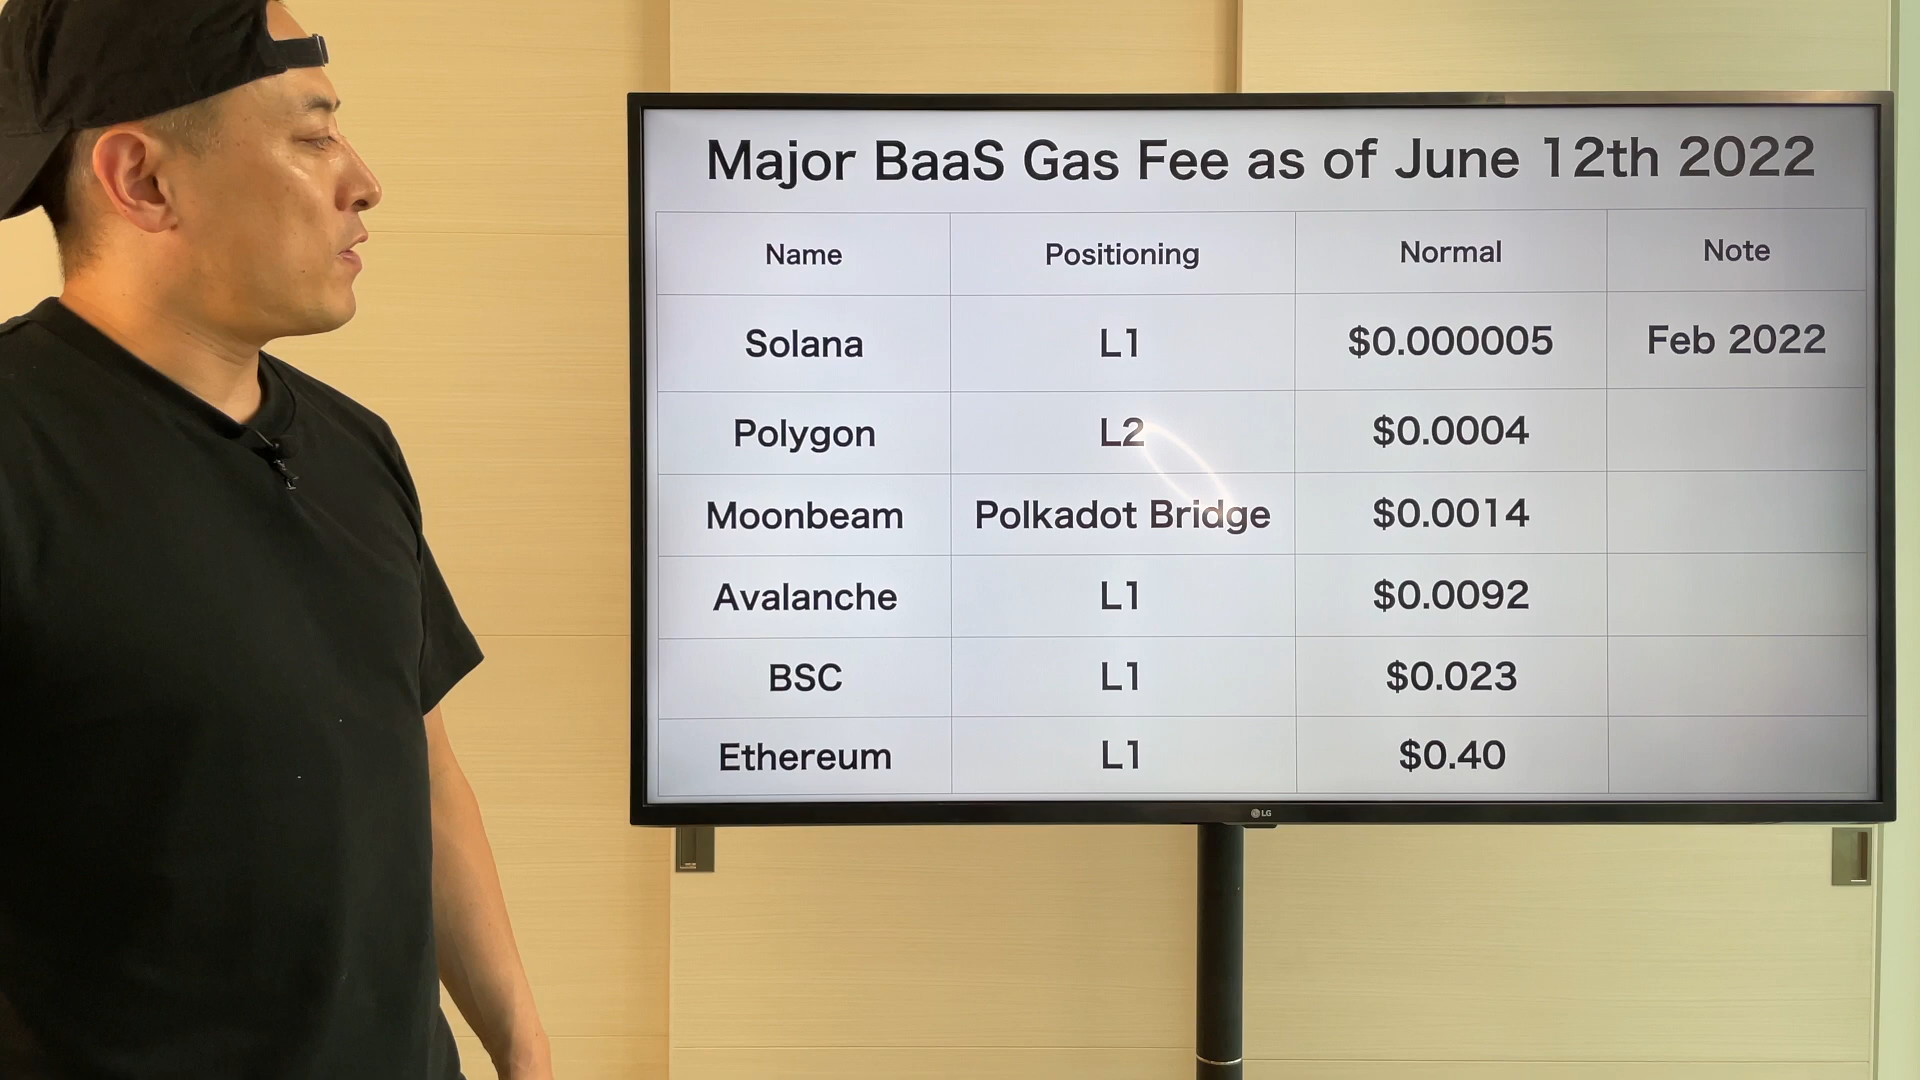 Major BaaS Gas Fee as of June 12th 2022
Name Positioning Normal Note
Solana L1 $0.000005 Feb 2022
Polygon L2 $0.0004
Moonbeam Polkadot Bridge $0.0014
Avalanche L1 $0.0092
BSC L1 $0.023
Ethereum L1 $0.40
LG